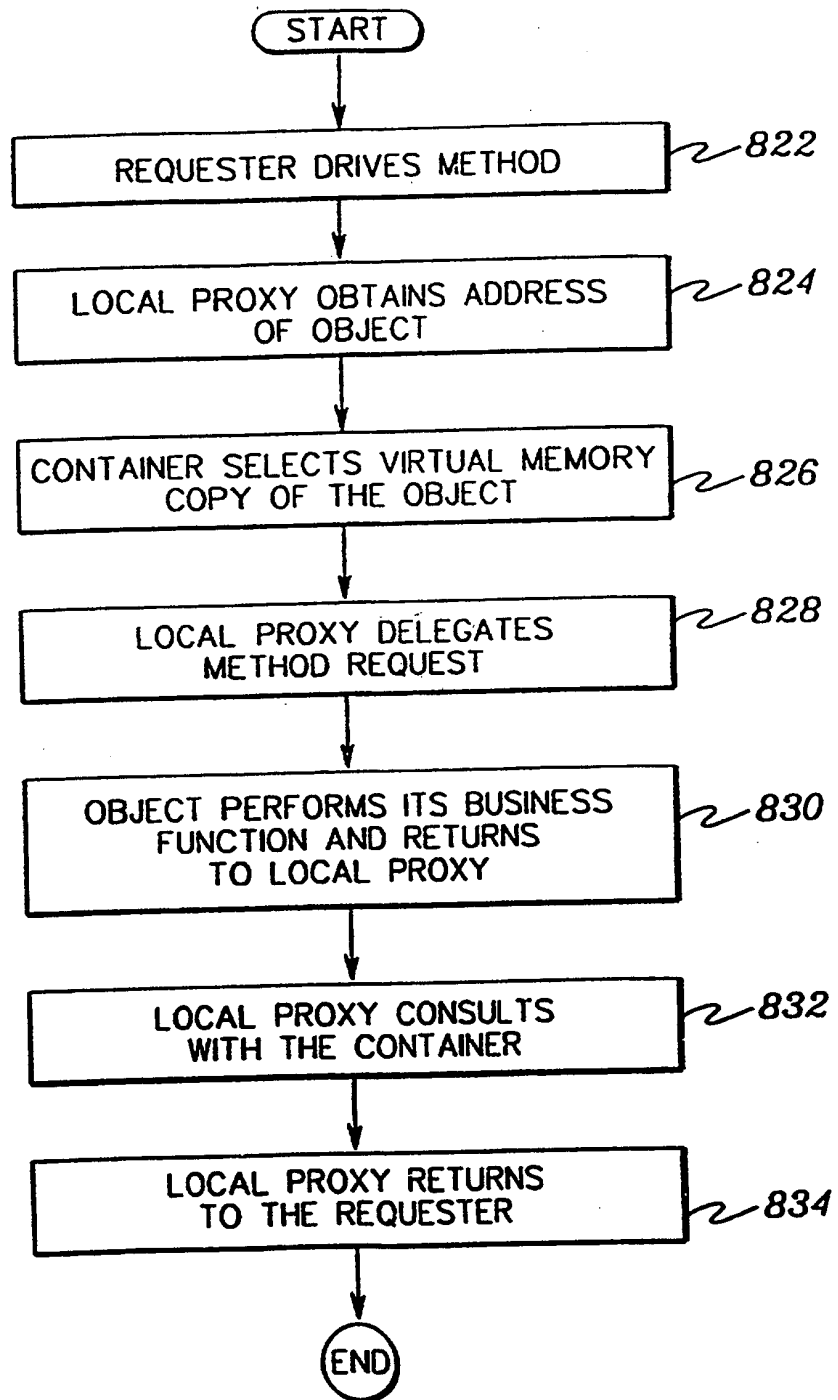 START
REQUESTER DRIVES METHOD
822
LOCAL PROXY OBTAINS ADDRESS
OF OBJECT
824
CONTAINER SELECTS VIRTUAL MEMORY
COPY OF THE OBJECT
826
LOCAL PROXY DELEGATES
METHOD REQUEST
828
OBJECT PERFORMS ITS BUSINESS
FUNCTION AND RETURNS
TO LOCAL PROXY
830
LOCAL PROXY CONSULTS
WITH THE CONTAINER
832
LOCAL PROXY RETURNS
TO THE REQUESTER
834
END